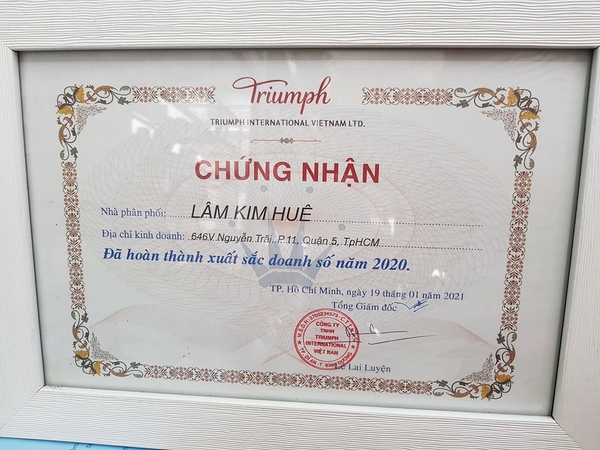 Triumph
TRIUMPH INTERNATIONAL VIETNAM LTD.
CHỨNG NHẬN
Nhà phân phối: LÂM KIM HUÊ
Địa chỉ kinh doanh: 646V Nguyễn Trãi, P.11, Quận 5, TpHCM
Đã hoàn thành xuất sắc doanh số năm 2020.
TP. Hồ Chí Minh, ngày 19 tháng 01 năm 2021
Tổng Giám đốc
CÔNG TY
TNHH
TRIUMPH
INTERNATIONAL
VIỆT NAM
Lê Lai Luyện